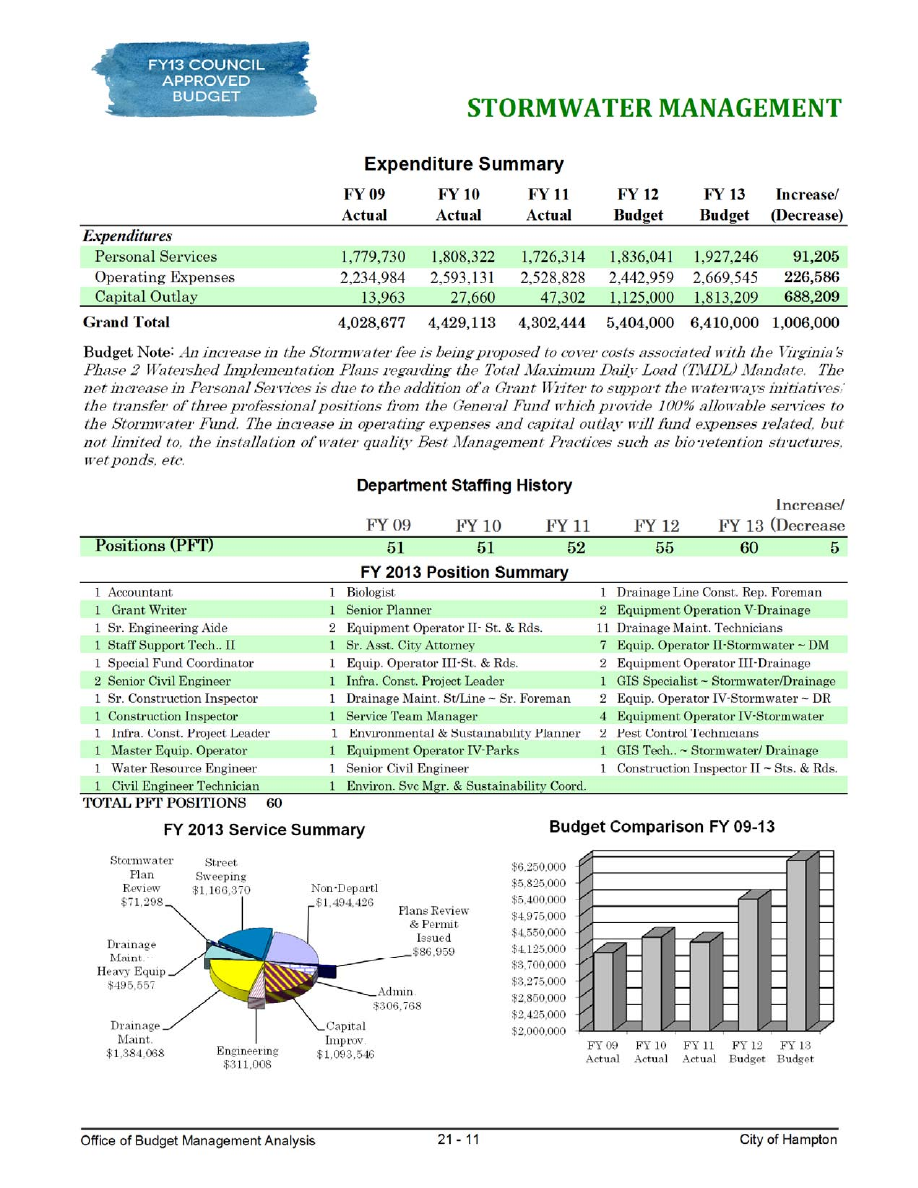 FY13 COUNCIL
APPROVED
BUDGET
STORMWATER MANAGEMENT
Expenditure Summary
FY 09 FY 10 FY 11 FY 12 FY 13 Increase/
Actual Actual Actual Budget Budget (Decrease)
Expenditures
Personal Services 1,779,730 1,808,322 1,726,314 1,836,041 1,927,246 91,205
Operating Expenses 2,234,984 2,593,131 2,528,828 2,442,959 2,669,545 226,586
Capital Outlay 13,963 27,660 47,302 1,125,000 1,813,209 688,209
Grand Total 4,028,677 4,429,113 4,302,444 5,404,000 6,410,000 1,006,000
Budget Note: An increase in the Stormwater fee is being proposed to cover costs associated with the Virginia's
Phase 2 Watershed Implementation Plans regarding the Total Maximum Daily Load (TMDL) Mandate. The
net increase in Personal Services is due to the addition of a Grant Writer to support the waterways initiatives;
the transfer of three professional positions from the General Fund which provide 100% allowable services to
the Stormwater Fund. The increase in operating expenses and capital outlay will fund expenses related, but
not limited to, the installation of water quality Best Management Practices such as bio-retention structures,
wet ponds, etc.
Department Staffing History
Increase/
FY 09 FY 10 FY 11 FY 12 FY 13 (Decrease
Positions (PFT) 51 51 52 55 60 5
FY 2013 Position Summary
1 Accountant 1 Biologist 1 Drainage Line Const. Rep. Foreman
1 Grant Writer 1 Senior Planner 2 Equipment Operation V-Drainage
1 Sr. Engineering Aide 2 Equipment Operator II- St. & Rds. 11 Drainage Maint. Technicians
1 Staff Support Tech.. II 1 Sr. Asst. City Attorney 7 Equip. Operator II-Stormwater ~ DM
1 Special Fund Coordinator 1 Equip. Operator III-St. & Rds. 2 Equipment Operator III-Drainage
2 Senior Civil Engineer 1 Infra. Const. Project Leader 1 GIS Specialist ~ Stormwater/Drainage
1 Sr. Construction Inspector 1 Drainage Maint. St/Line ~ Sr. Foreman 2 Equip. Operator IV-Stormwater ~ DR
1 Construction Inspector 1 Service Team Manager 4 Equipment Operator IV-Stormwater
1 Infra. Const. Project Leader 1 Environmental & Sustainability Planner 2 Pest Control Technicians
1 Master Equip. Operator 1 Equipment Operator IV-Parks 1 GIS Tech.. ~ Stormwater/ Drainage
1 Water Resource Engineer 1 Senior Civil Engineer 1 Construction Inspector II ~ Sts. & Rds.
1 Civil Engineer Technician 1 Environ. Svc Mgr. & Sustainability Coord.
TOTAL PFT POSITIONS 60
FY 2013 Service Summary
Stormwater
Plan
Review
$71,298
Street
Sweeping
$1,166,370
Non-Departl
$1,494,426
Plans Review
& Permit
Issued
$86,959
Drainage
Maint.-
Heavy Equip
$495,557
Admin
$306,768
Drainage
Maint.
$1,384,068
Engineering
$311,008
Capital
Improv.
$1,093,546
Budget Comparison FY 09-13
$6,250,000
$5,825,000
$5,400,000
$4,975,000
$4,550,000
$4,125,000
$3,700,000
$3,275,000
$2,850,000
$2,425,000
$2,000,000
FY 09 FY 10 FY 11 FY 12 FY 13
Actual Actual Actual Budget Budget
Office of Budget Management Analysis 21 - 11 City of Hampton